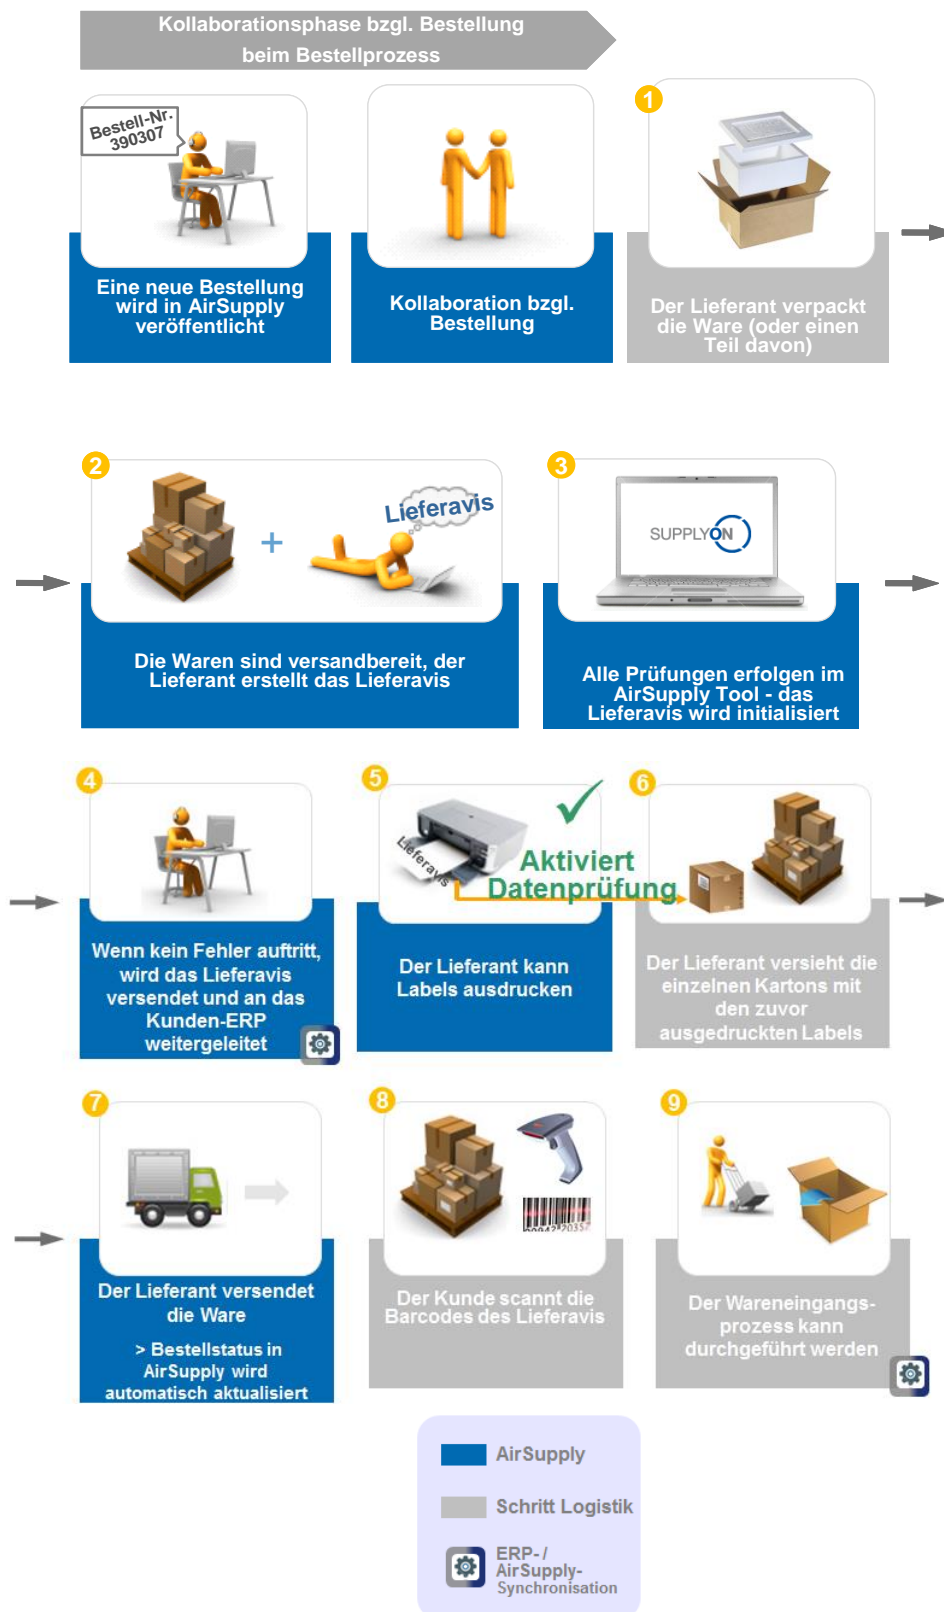 Kollaborationsphase bzgl. Bestellung
beim Bestellprozess
Bestell-Nr.
390307
Eine neue Bestellung
wird in AirSupply
veröffentlicht
Kollaboration bzgl.
Bestellung
1
Der Lieferant verpackt
die Ware (oder einen
Teil davon)
2
+
Lieferavis
Die Waren sind versandbereit, der
Lieferant erstellt das Lieferavis
3
SUPPLYON
Alle Prüfungen erfolgen im
AirSupply Tool - das
Lieferavis wird initialisiert
4
Wenn kein Fehler auftritt,
wird das Lieferavis
versendet und an das
Kunden-ERP
weitergeleitet
5
Lieferavis
Aktiviert
Datenprüfung
Der Lieferant kann
Labels ausdrucken
6
Der Lieferant versieht die
einzelnen Kartons mit
den zuvor
ausgedruckten Labels
7
Der Lieferant versendet
die Ware
> Bestellstatus in
AirSupply wird
automatisch aktualisiert
8
Der Kunde scannt die
Barcodes des Lieferavis
9
Der Wareneingangs-
prozess kann
durchgeführt werden
AirSupply
Schritt Logistik
ERP- /
AirSupply-
Synchronisation